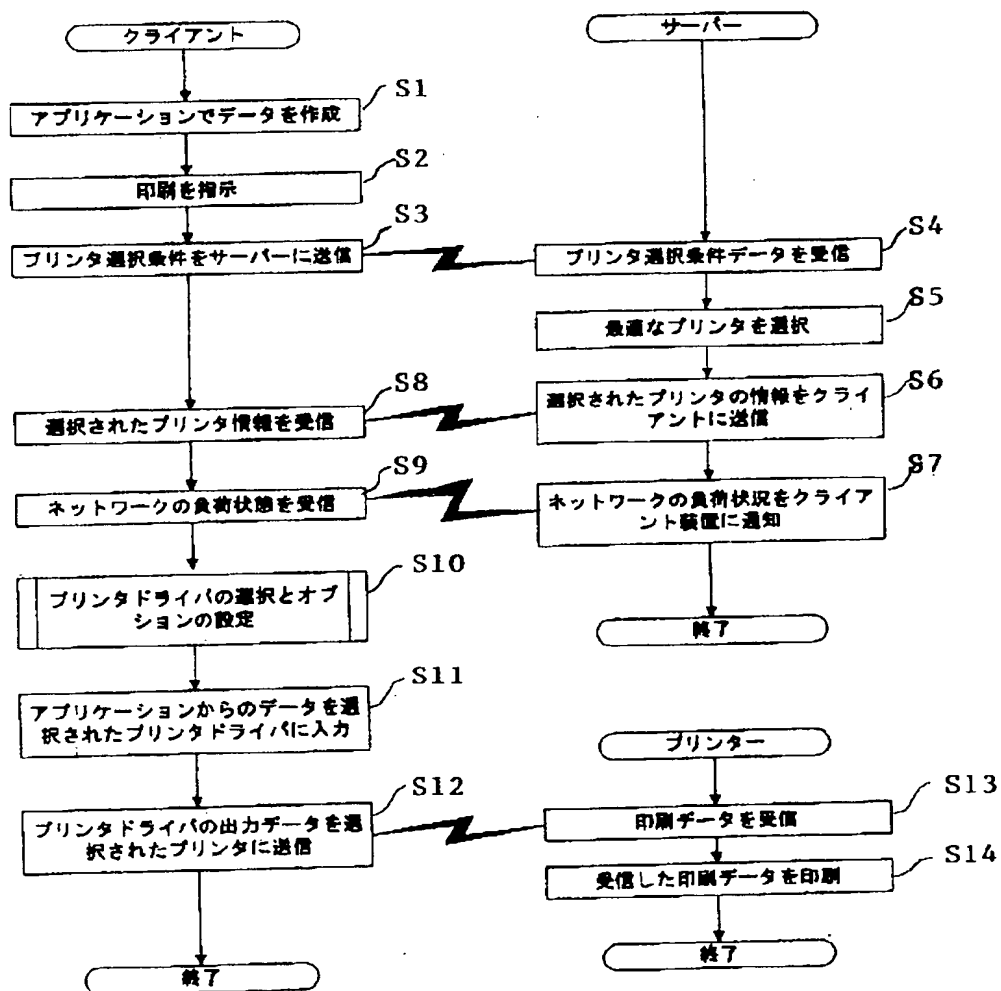 クライアント
S1
アプリケーションでデータを作成
S2
印刷を指示
S3
プリンタ選択条件をサーバーに送信
S8
選択されたプリンタ情報を受信
S9
ネットワークの負荷状態を受信
S10
プリンタドライバの選択とオプ
ションの設定
S11
アプリケーションからのデータを選
択されたプリンタドライバに入力
S12
プリンタドライバの出力データを選
択されたプリンタに送信
終了
サーバー
S4
プリンタ選択条件データを受信
S5
最適なプリンタを選択
S6
選択されたプリンタの情報をクライ
アントに送信
S7
ネットワークの負荷状況をクライア
ント装置に通知
終了
プリンター
S13
印刷データを受信
S14
受信した印刷データを印刷
終了